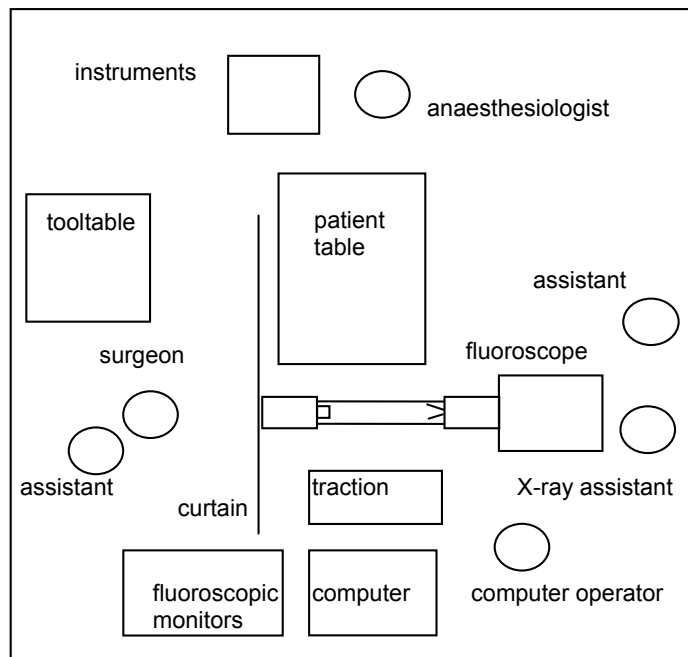 instruments
anaesthesiologist
tooltable
patient
table
assistant
surgeon
fluoroscope
assistant
traction
X-ray assistant
curtain
fluoroscopic
monitors
computer
computer operator